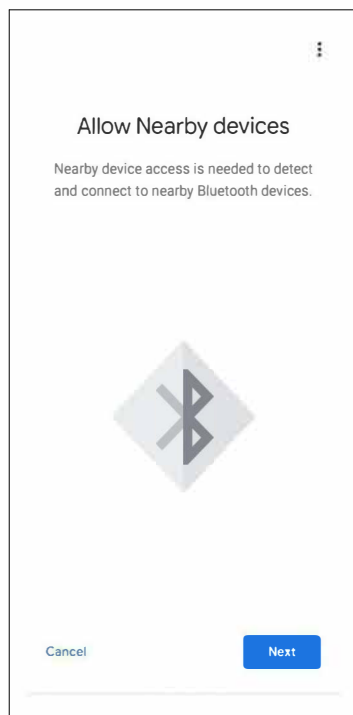 Allow Nearby devices
Nearby device access is needed to detect
and connect to nearby Bluetooth devices.
Cancel
Next